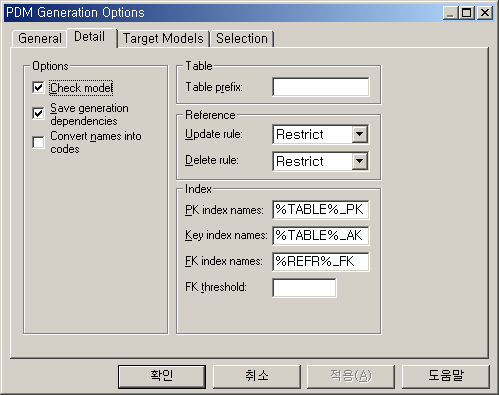 PDM Generation Options
General Detail Target Models Selection
Options
Check model
Save generation
dependencies
Convert names into
codes
Table
Table prefix:
Reference
Update rule: Restrict
Delete rule: Restrict
Index
PK index names: %TABLE%_PK
Key index names: %TABLE%_AK
FK index names: %REFR%_FK
FK threshold:
확인 취소 적용(A) 도움말